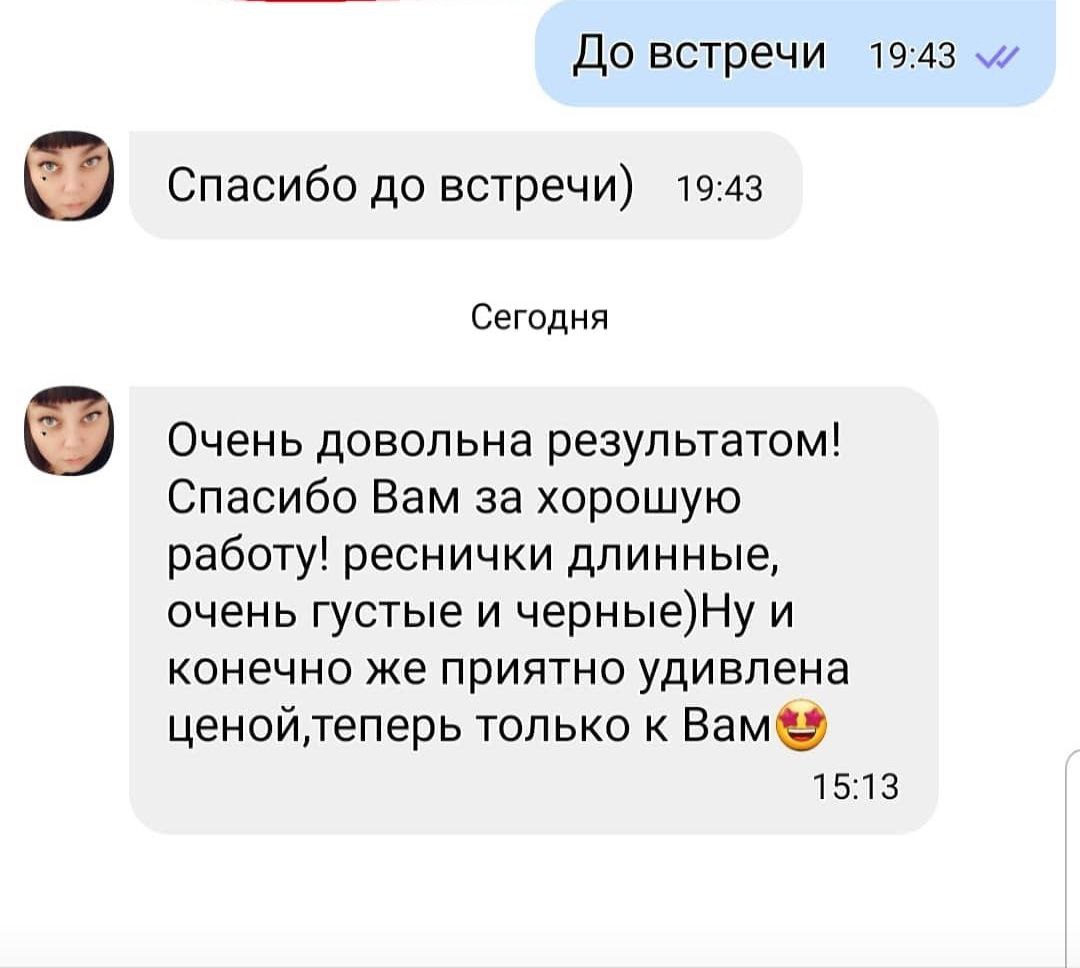 До встречи 19:43
Спасибо до встречи) 19:43
Сегодня
Очень довольна результатом!
Спасибо Вам за хорошую
работу! реснички длинные,
очень густые и черные)Ну и
конечно же приятно удивлена
ценой,теперь только к Вам🤩
15:13